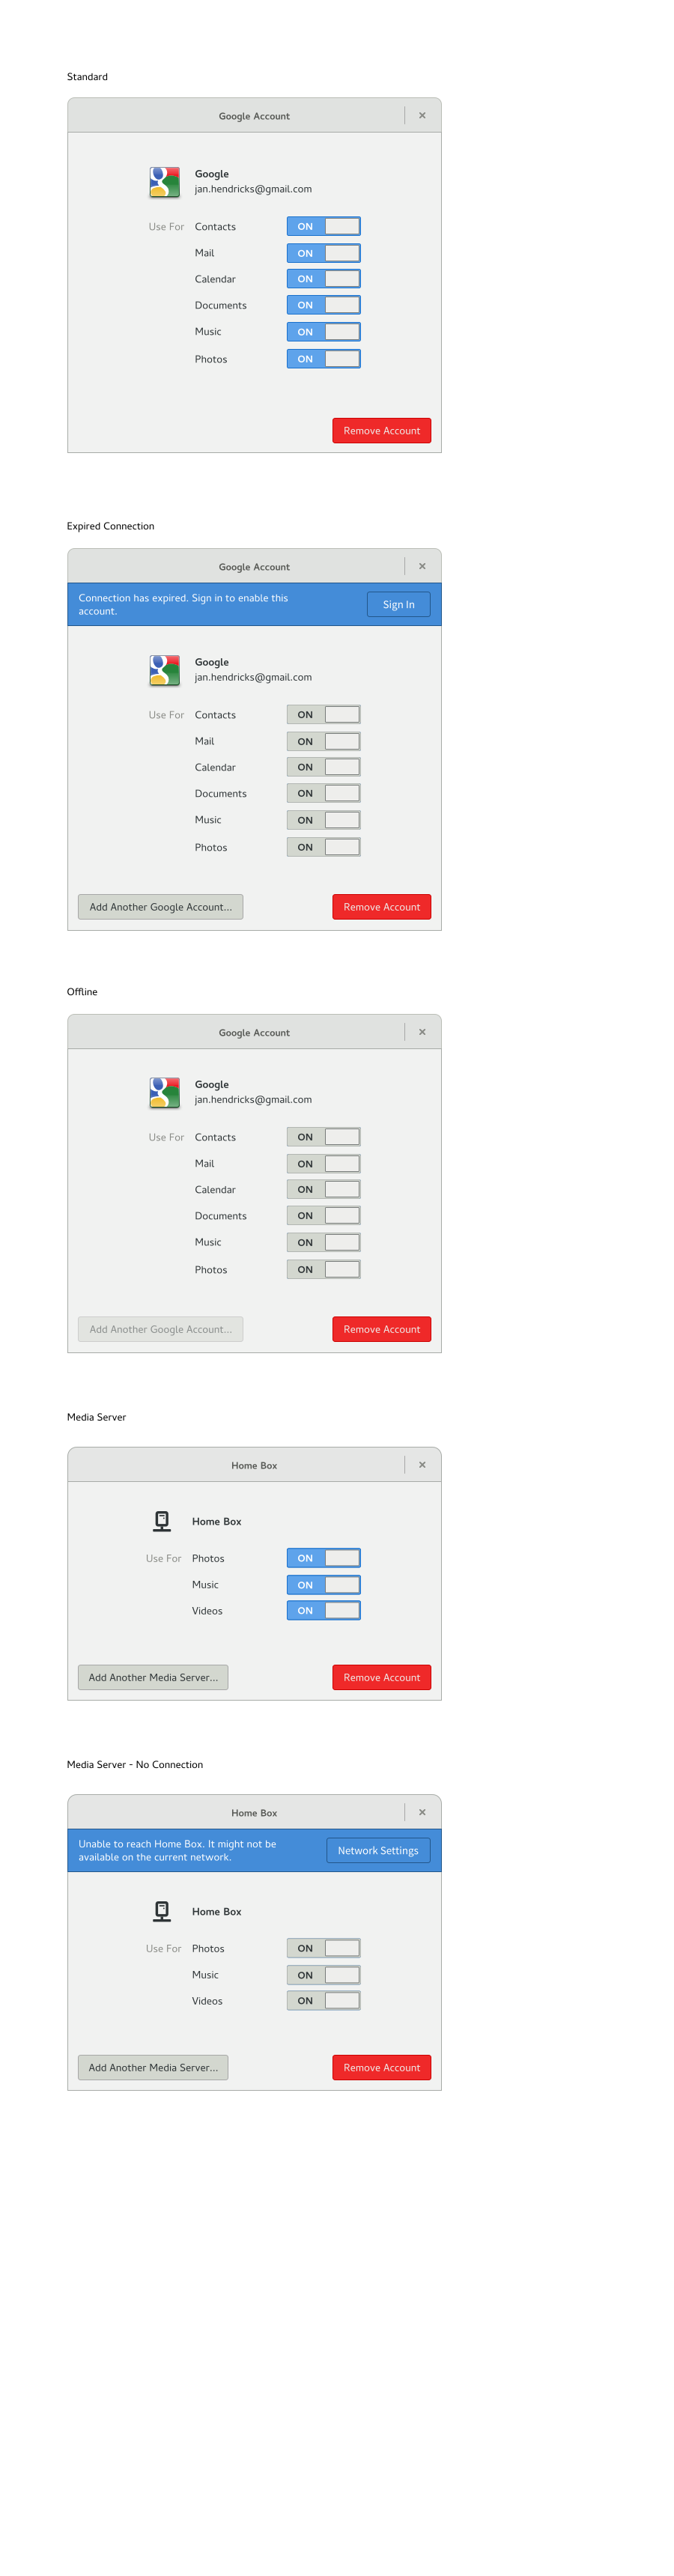 Standard
Google Account ×
Google
jan.hendricks@gmail.com
Use For Contacts ON
Mail ON
Calendar ON
Documents ON
Music ON
Photos ON
Remove Account
Expired Connection
Google Account ×
Connection has expired. Sign in to enable this
account.
Sign In
Google
jan.hendricks@gmail.com
Use For Contacts ON
Mail ON
Calendar ON
Documents ON
Music ON
Photos ON
Add Another Google Account... Remove Account
Offline
Google Account ×
Google
jan.hendricks@gmail.com
Use For Contacts ON
Mail ON
Calendar ON
Documents ON
Music ON
Photos ON
Add Another Google Account... Remove Account
Media Server
Home Box ×
Home Box
Use For Photos ON
Music ON
Videos ON
Add Another Media Server... Remove Account
Media Server - No Connection
Home Box ×
Unable to reach Home Box. It might not be
available on the current network.
Network Settings
Home Box
Use For Photos ON
Music ON
Videos ON
Add Another Media Server... Remove Account